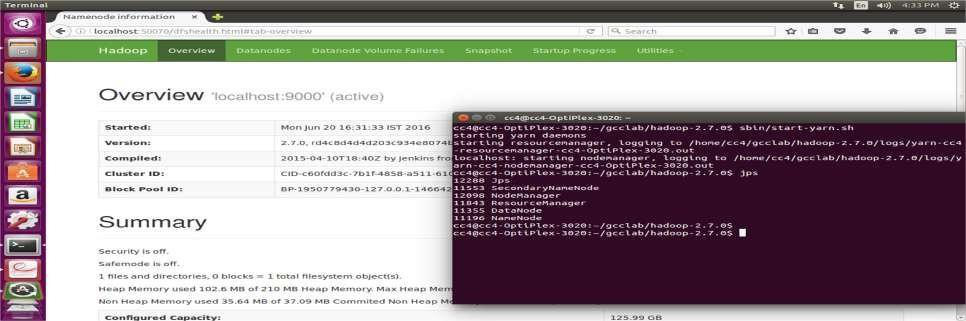 Terminal
En
4:33 PM
Namenode information
localhost:50070/dfshealth.html#tab-overview
Search
Hadoop Overview Datanodes Datanode Volume Failures Snapshot Startup Progress Utilities
Overview 'localhost:9000' (active)
Started: Mon Jun 20 16:31:33 IST 2016
Version: 2.7.0, rd4c8d4d4d203c934e8074b
Compiled: 2015-04-10T18:40Z by jenkins from
Cluster ID: CID-c60fdd3c-7b1f-4858-a511-61
Block Pool ID: BP-1950779430-127.0.0.1-146642
Summary
Security is off.
Safemode is off.
1 files and directories, 0 blocks = 1 total filesystem object(s).
Heap Memory used 102.6 MB of 210 MB Heap Memory. Max Heap Mem
Non Heap Memory used 35.64 MB of 37.09 MB Commited Non Heap M
Configured Capacity: 125.99 GB
cc4@cc4-OptiPlex-3020: ~
cc4@cc4-OptiPlex-3020:~/gcclab/hadoop-2.7.0$ sbin/start-yarn.sh
starting yarn daemons
starting resourcemanager, logging to /home/cc4/gcclab/hadoop-2.7.0/logs/yarn-cc4
-resourcemanager-cc4-OptiPlex-3020.out
localhost: starting nodemanager, logging to /home/cc4/gcclab/hadoop-2.7.0/logs/y
arn-cc4-nodemanager-cc4-OptiPlex-3020.out
cc4@cc4-OptiPlex-3020:~/gcclab/hadoop-2.7.0$ jps
12288 Jps
11553 SecondaryNameNode
12098 NodeManager
11843 ResourceManager
11355 DataNode
11196 NameNode
cc4@cc4-OptiPlex-3020:~/gcclab/hadoop-2.7.0$
cc4@cc4-OptiPlex-3020:~/gcclab/hadoop-2.7.0$